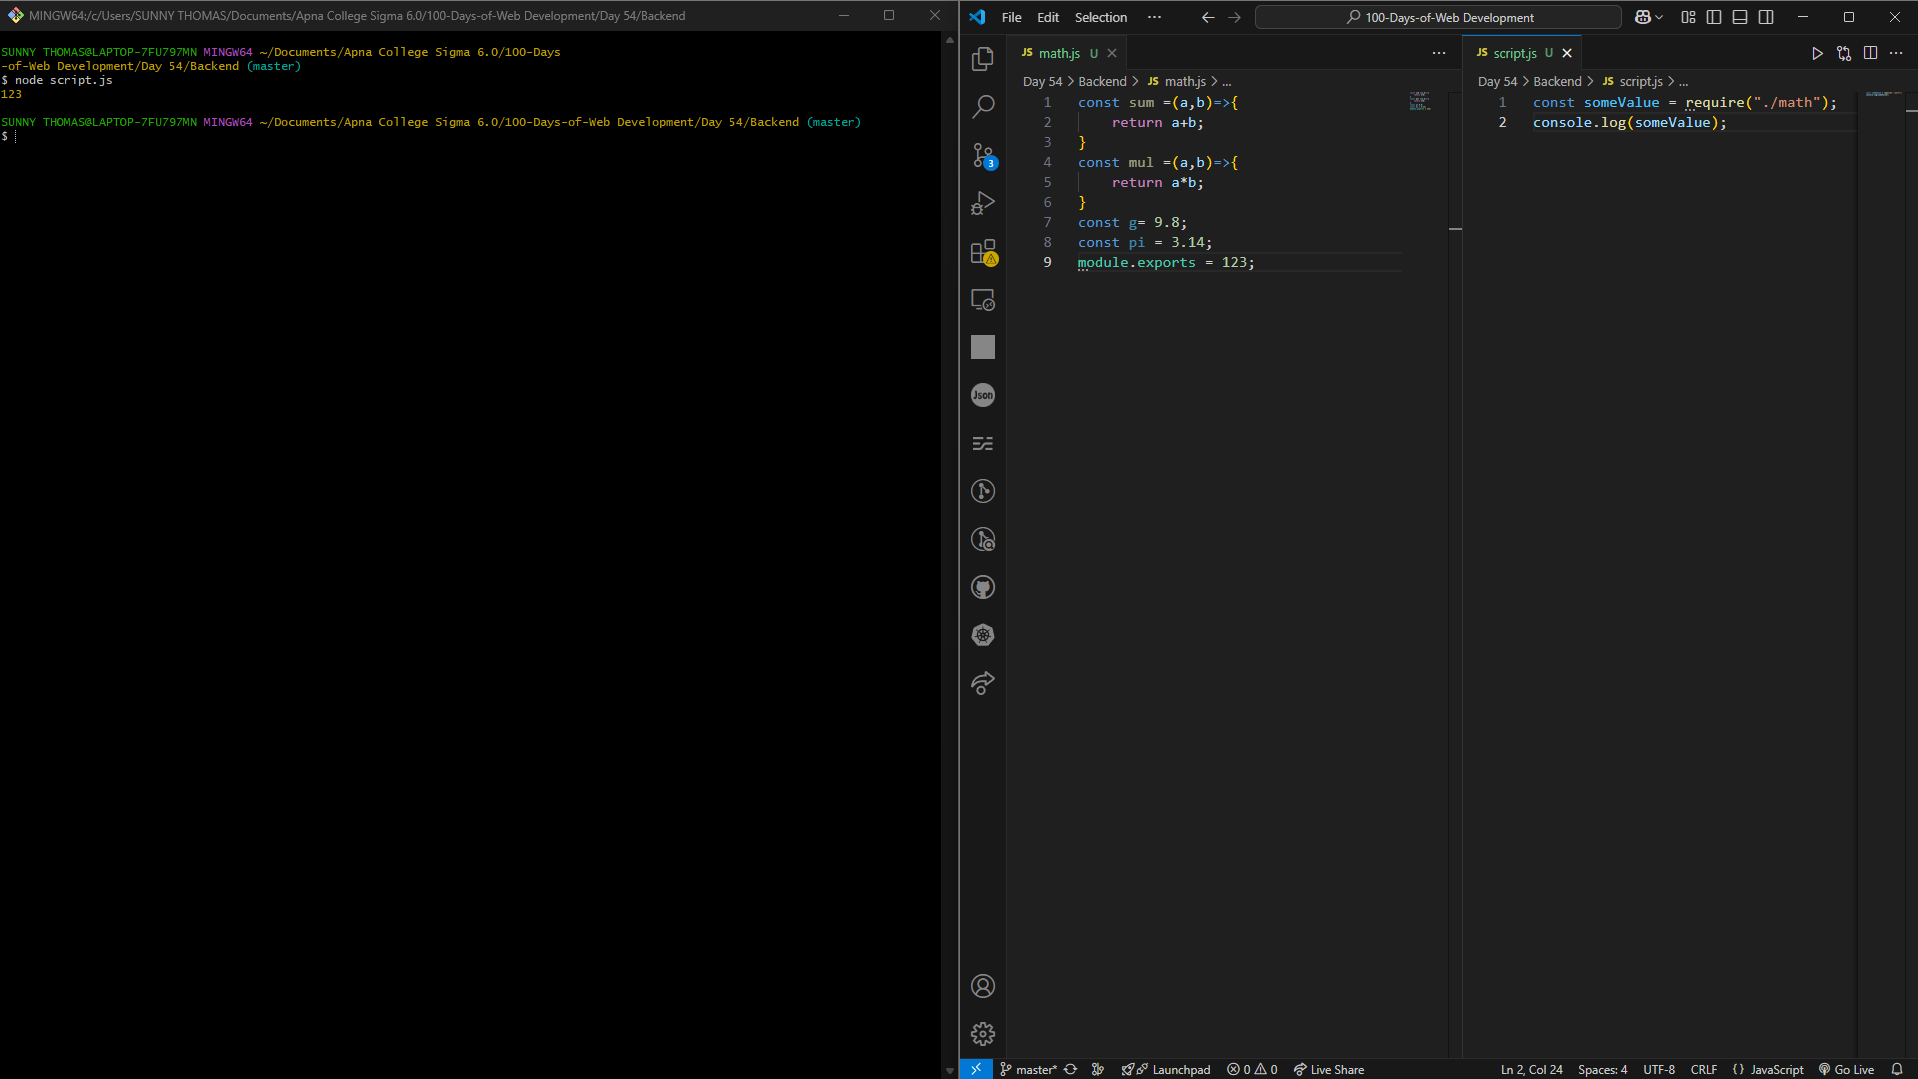 MINGW64:/c/Users/SUNNY THOMAS/Documents/Apna College Sigma 6.0/100-Days-of-Web Development/Day 54/Backend
SUNNY THOMAS@LAPTOP-7FU797MN MINGW64 ~/Documents/Apna College Sigma 6.0/100-Days
-of-Web Development/Day 54/Backend (master)
$ node script.js
123
SUNNY THOMAS@LAPTOP-7FU797MN MINGW64 ~/Documents/Apna College Sigma 6.0/100-Days-of-Web Development/Day 54/Backend (master)
$
File Edit Selection ··· 100-Days-of-Web Development
JS math.js U
Day 54 > Backend > JS math.js > ...
1 const sum =(a,b)=>{
2 return a+b;
3 }
4 const mul =(a,b)=>{
5 return a*b;
6 }
7 const g= 9.8;
8 const pi = 3.14;
9 module.exports = 123;
JS script.js U
Day 54 > Backend > JS script.js > ...
1 const someValue = require("./math");
2 console.log(someValue);
3
Json
master* Launchpad 0 0 Live Share Ln 2, Col 24 Spaces: 4 UTF-8 CRLF {} JavaScript Go Live